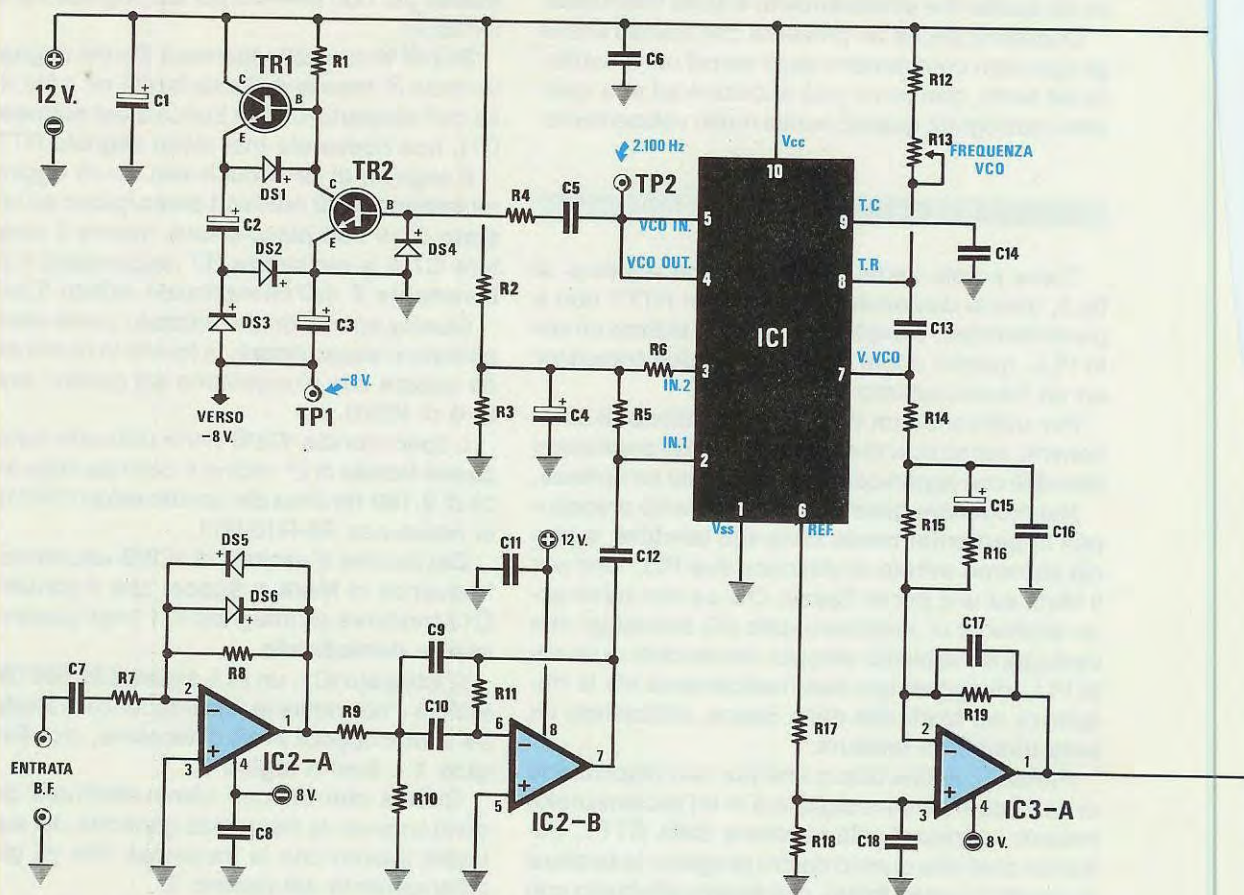 12 V.
C1
TR1
C
B
E
R1
DS1
TR2
C
B
E
C2
DS2
DS3
DS4
C3
VERSO
-8 V.
-8 V.
TP1
C6
R4
C5
2.100 Hz
TP2
R2
R3
C4
R5
R6
VCO IN.
VCO OUT.
IN.2
IN.1
5
4
3
2
Vcc
10
IC1
9
8
7
1
6
Vss
REF.
T.C
T.R
V. VCO
R12
R13
FREQUENZA
VCO
C14
C13
R14
R15
C15
C16
R16
C17
R19
R17
R18
C18
2
3
1
4
8 V.
IC3-A
DS5
DS6
R8
C7
R7
ENTRATA
B.F.
2
3
1
4
8 V.
IC2-A
C8
R9
R10
C9
C10
R11
C11
12 V.
C12
6
5
8
7
IC2-B